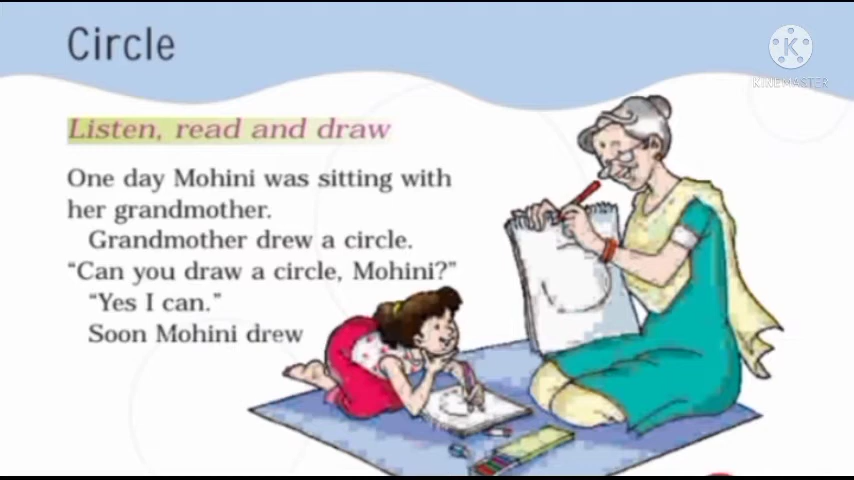 Circle
K
KINEMASTER
Listen, read and draw
One day Mohini was sitting with
her grandmother.
Grandmother drew a circle.
“Can you draw a circle, Mohini?”
“Yes I can.”
Soon Mohini drew